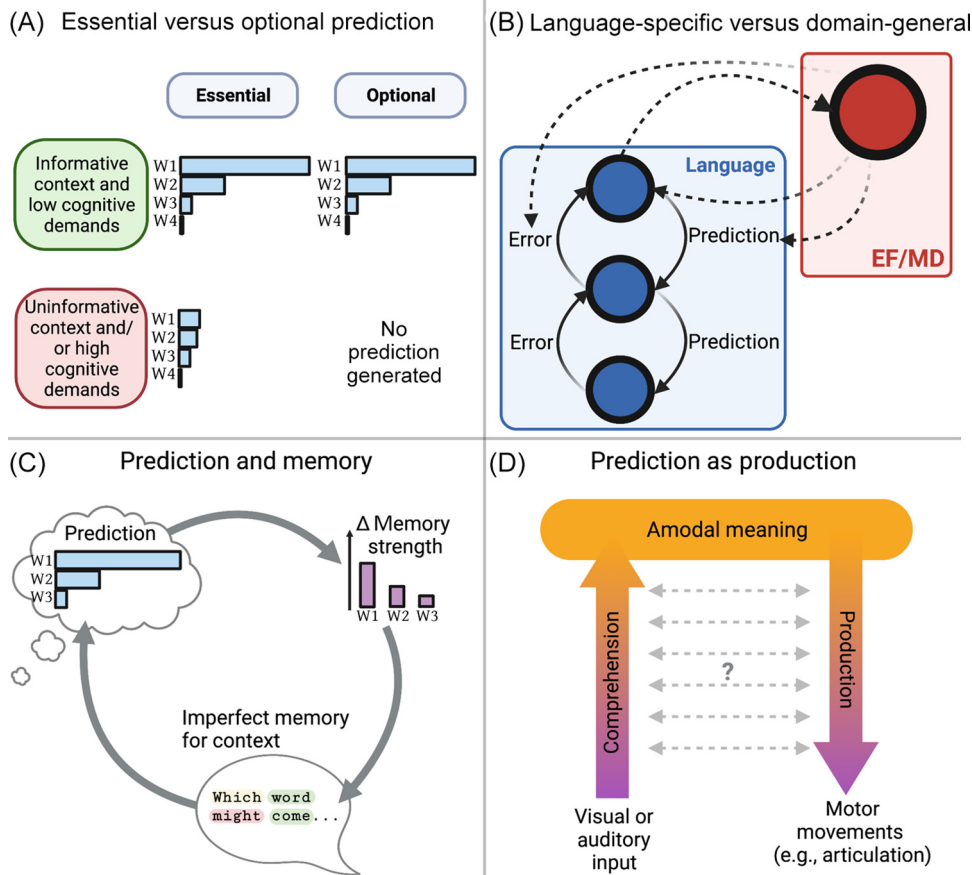 (A) Essential versus optional prediction
Essential
Optional
Informative
context and
low cognitive
demands
W1
W2
W3
W4
W1
W2
W3
W4
Uninformative
context and/
or high
cognitive
demands
W1
W2
W3
W4
No
prediction
generated
(B) Language-specific versus domain-general
Language
Error
Prediction
Error
Prediction
EF/MD
(C) Prediction and memory
Prediction
W1
W2
W3
Δ Memory
strength
W1 W2 W3
Imperfect memory
for context
Which word
might come...
(D) Prediction as production
Amodal meaning
Comprehension
?
Production
Visual or
auditory
input
Motor
movements
(e.g., articulation)